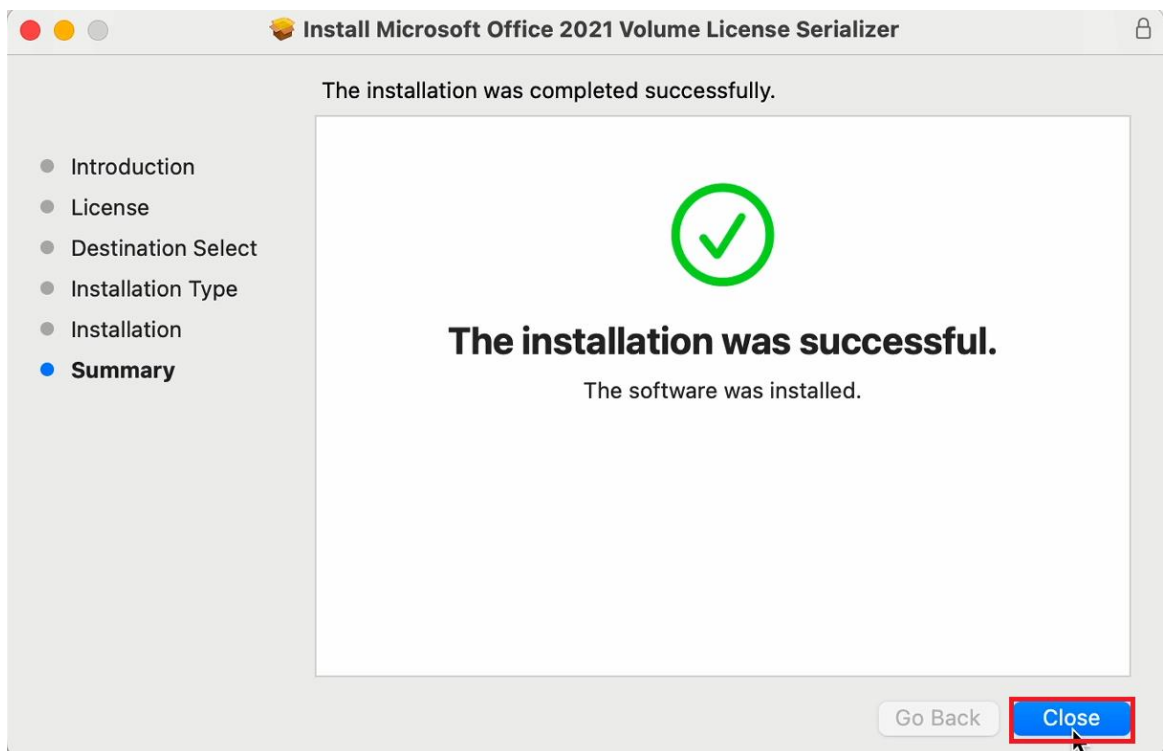 Install Microsoft Office 2021 Volume License Serializer
The installation was completed successfully.
Introduction
License
Destination Select
Installation Type
Installation
Summary
The installation was successful.
The software was installed.
Go Back
Close